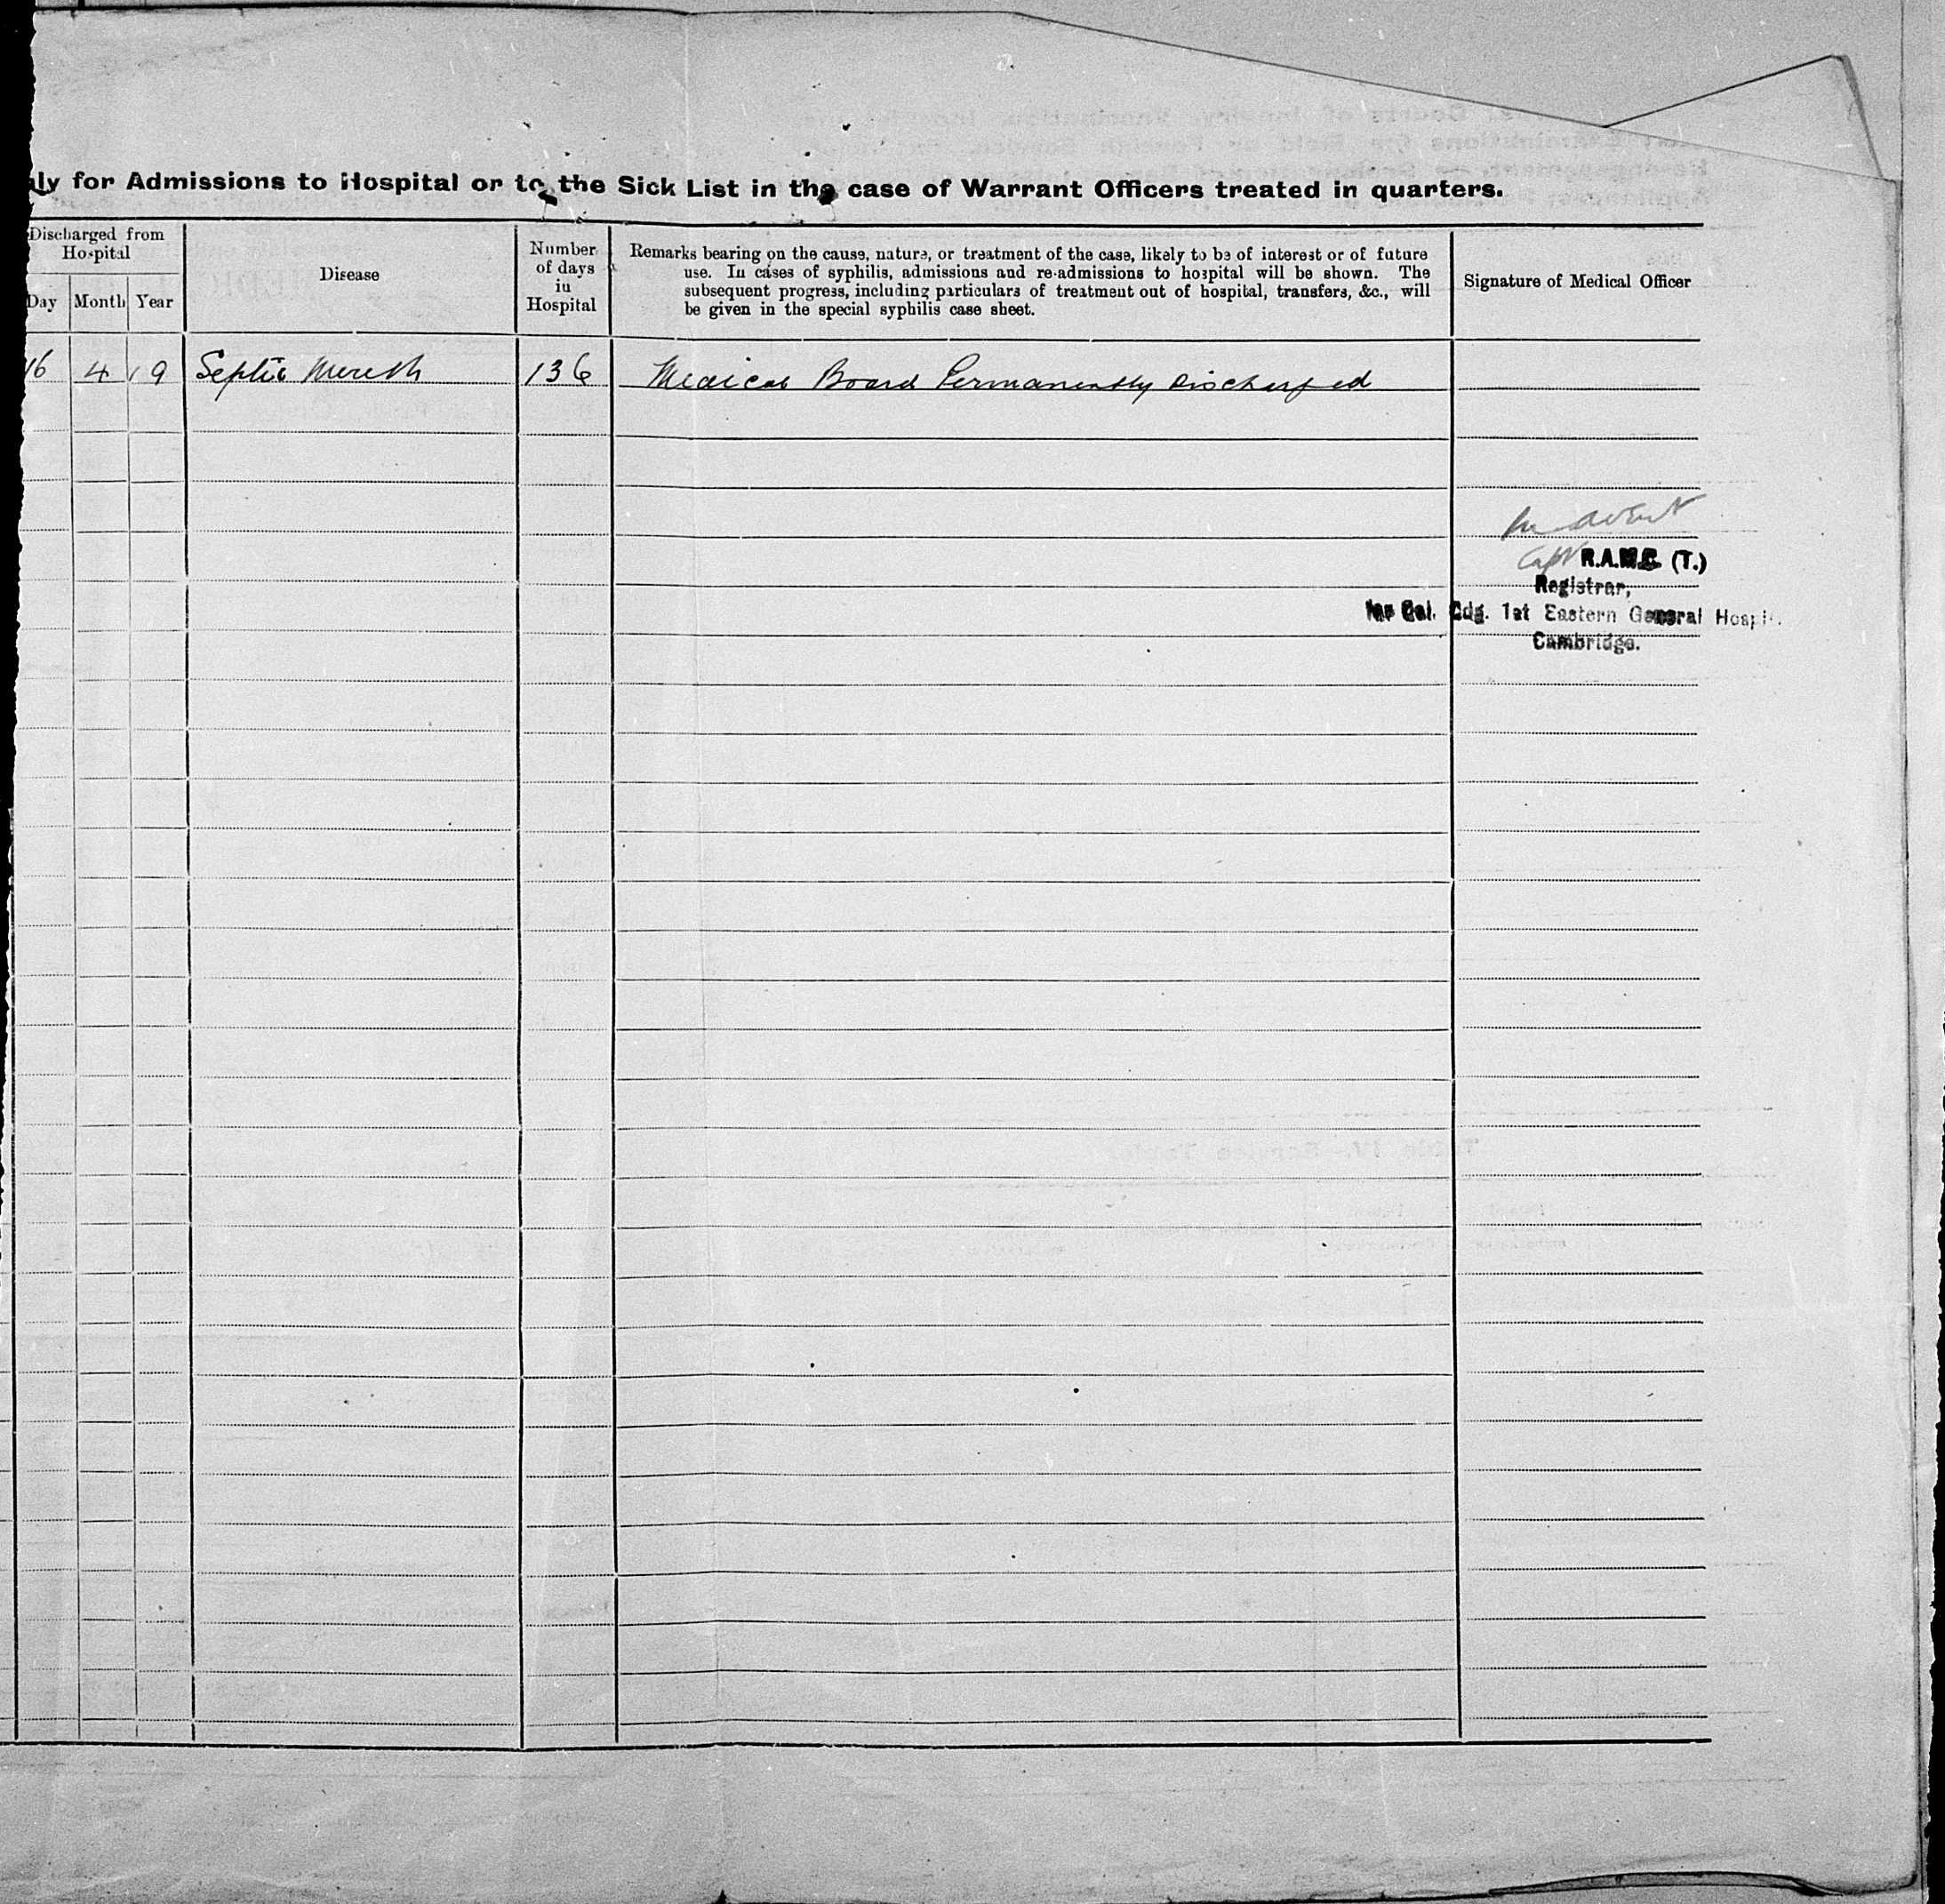 ly for Admissions to Hospital or to the Sick List in the case of Warrant Officers treated in quarters.
Discharged from
Hospital
Day Month Year
Disease
Number
of days
in
Hospital
Remarks bearing on the cause, nature, or treatment of the case, likely to be of interest or of future
use. In cases of syphilis, admissions and re-admissions to hospital will be shown. The
subsequent progress, including particulars of treatment out of hospital, transfers, &c., will
be given in the special syphilis case sheet.
Signature of Medical Officer
16 4 19 Septic 136 Medical Board Permanently Discharged
Capt R.A.M.C. (T.)
Registrar,
for Col. Cdg. 1st Eastern General Hospi
Cambridge.